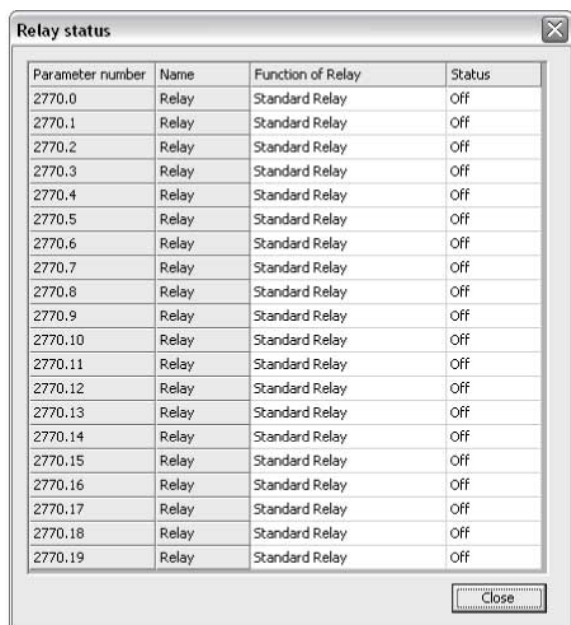 Relay status
Parameter number Name Function of Relay Status
2770.0 Relay Standard Relay Off
2770.1 Relay Standard Relay Off
2770.2 Relay Standard Relay Off
2770.3 Relay Standard Relay Off
2770.4 Relay Standard Relay Off
2770.5 Relay Standard Relay Off
2770.6 Relay Standard Relay Off
2770.7 Relay Standard Relay Off
2770.8 Relay Standard Relay Off
2770.9 Relay Standard Relay Off
2770.10 Relay Standard Relay Off
2770.11 Relay Standard Relay Off
2770.12 Relay Standard Relay Off
2770.13 Relay Standard Relay Off
2770.14 Relay Standard Relay Off
2770.15 Relay Standard Relay Off
2770.16 Relay Standard Relay Off
2770.17 Relay Standard Relay Off
2770.18 Relay Standard Relay Off
2770.19 Relay Standard Relay Off
Close